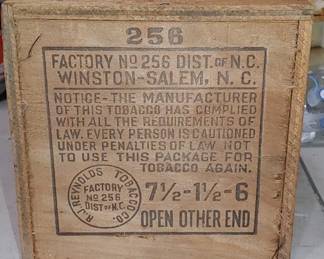 256
FACTORY Nº 256 DIST. OF N.C.
WINSTON-SALEM, N. C.
NOTICE-THE MANUFACTURER
OF THIS TOBACCO HAS COMPLIED
WITH ALL THE REQUIREMENTS OF
LAW. EVERY PERSON IS CAUTIONED
UNDER PENALTIES OF LAW NOT
TO USE THIS PACKAGE FOR
TOBACCO AGAIN.
R.J. REYNOLDS TOBACCO CO.
FACTORY
Nº 256
DIST OF N.C.
7½-1½-6
OPEN OTHER END